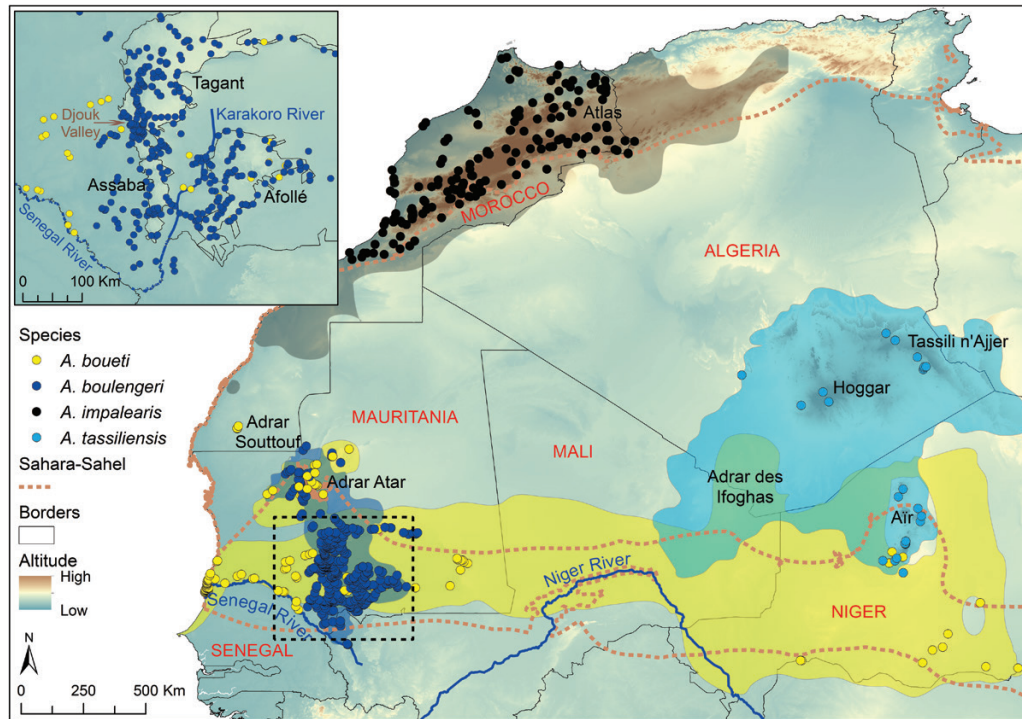 Tagant
Djouk
Valley
Karakoro River
Assaba
Afollé
Senegal River
0 100 Km
Atlas
MOROCCO
ALGERIA
Species
A. boueti
A. boulengeri
A. impalearis
A. tassiliensis
Sahara-Sahel
Borders
Altitude
High
Low
N
0 250 500 Km
Tassili n'Ajjer
Hoggar
Adrar
Souttouf
MAURITANIA
MALI
Adrar Atar
Adrar des
Ifoghas
Aïr
Niger River
Senegal River
NIGER
SENEGAL